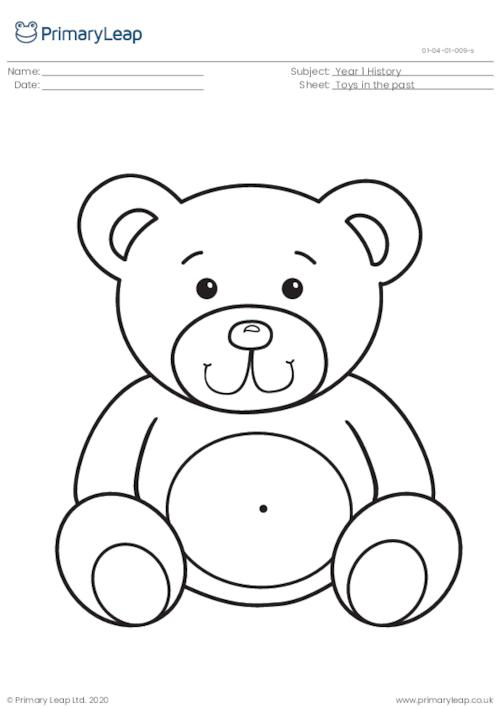 PrimaryLeap
01-04-01-009-s
Name:
Subject: Year 1 History
Date:
Sheet: Toys in the past
© Primary Leap Ltd. 2020
www.primaryleap.co.uk